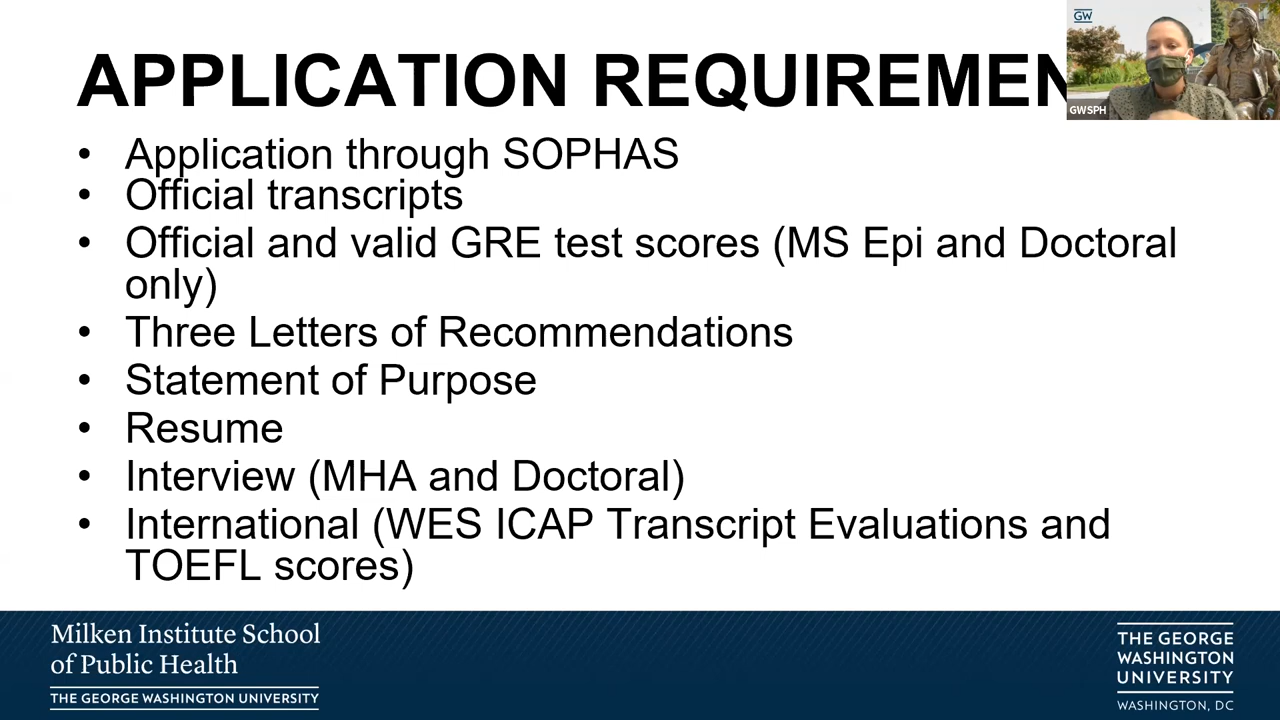 APPLICATION REQUIREMEN
GW
GWSPH
• Application through SOPHAS
• Official transcripts
• Official and valid GRE test scores (MS Epi and Doctoral
only)
• Three Letters of Recommendations
• Statement of Purpose
• Resume
• Interview (MHA and Doctoral)
• International (WES ICAP Transcript Evaluations and
TOEFL scores)
Milken Institute School
of Public Health
THE GEORGE WASHINGTON UNIVERSITY
THE GEORGE
WASHINGTON
UNIVERSITY
WASHINGTON, DC